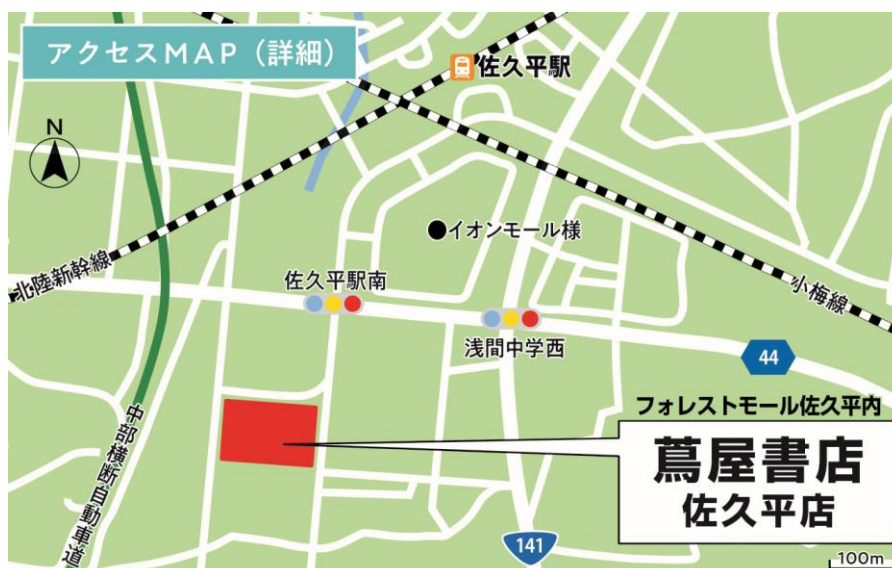 アクセスMAP（詳細）
佐久平駅
N
イオンモール様
北陸新幹線
佐久平駅南
小梅線
浅間中学西
44
フォレストモール佐久平内
蔦屋書店
佐久平店
中部横断自動車道
141
100m